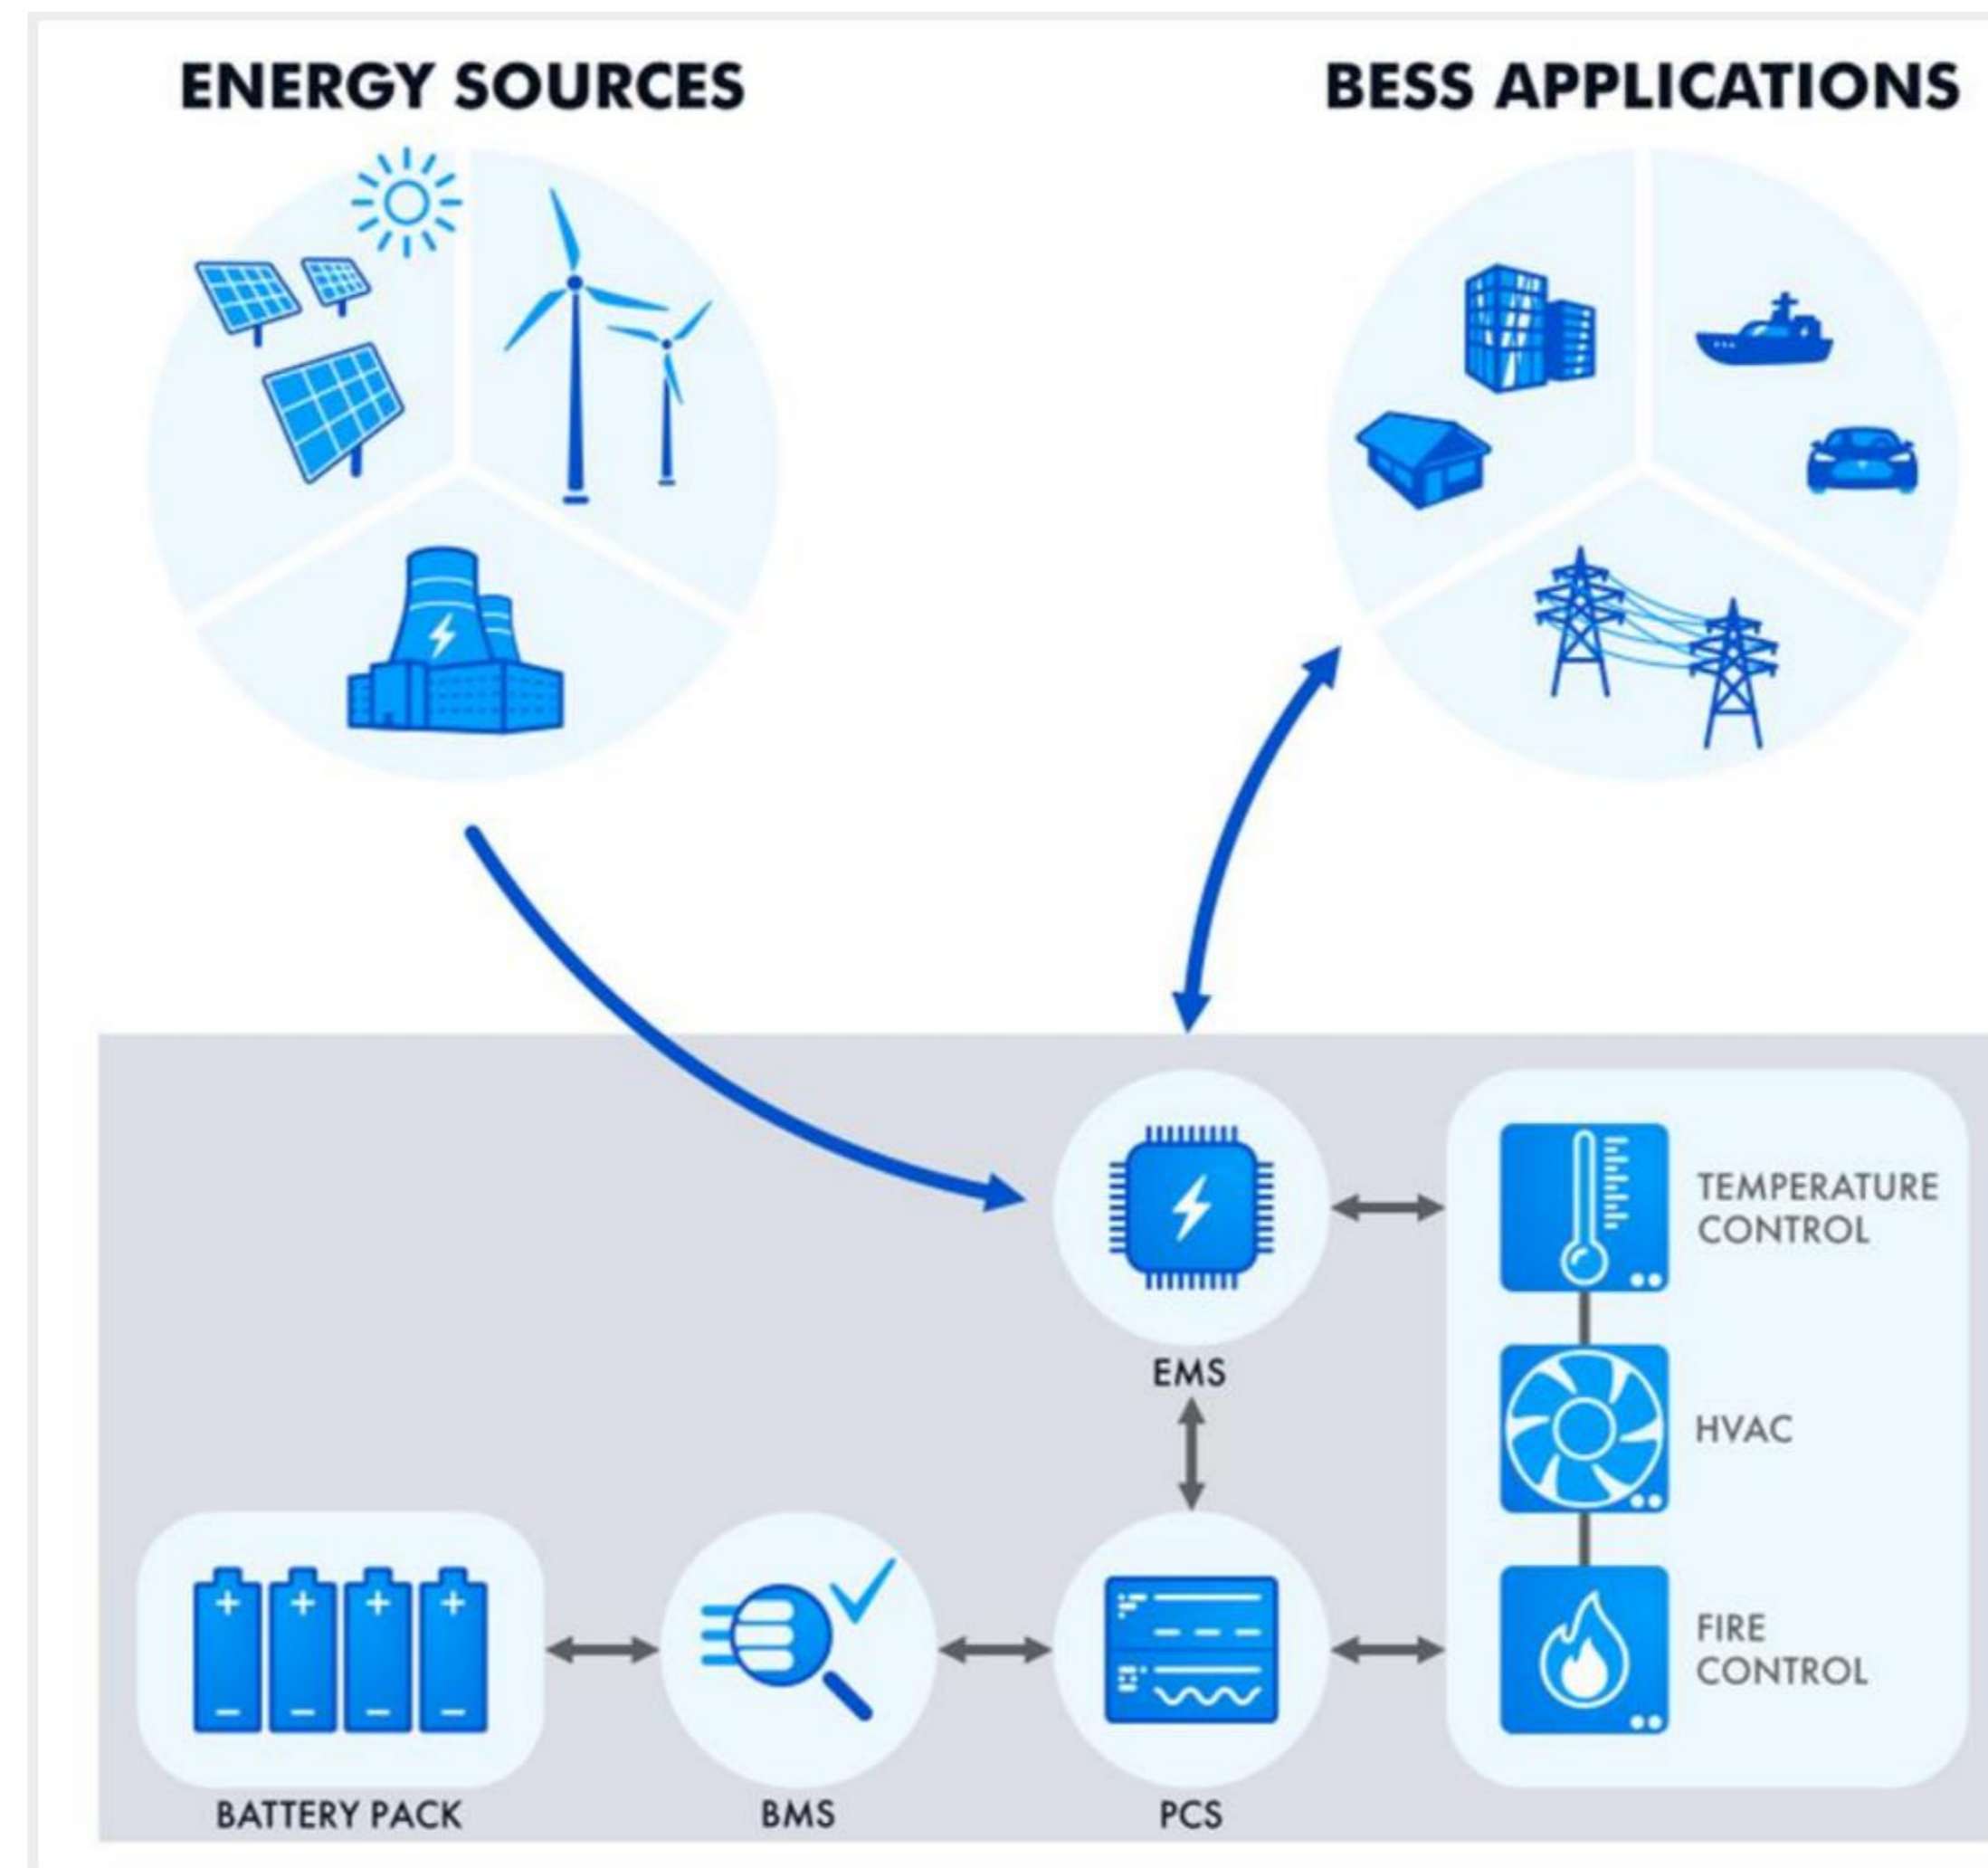 ENERGY SOURCES
BESS APPLICATIONS
TEMPERATURE
CONTROL
EMS
HVAC
FIRE
CONTROL
BATTERY PACK
BMS
PCS